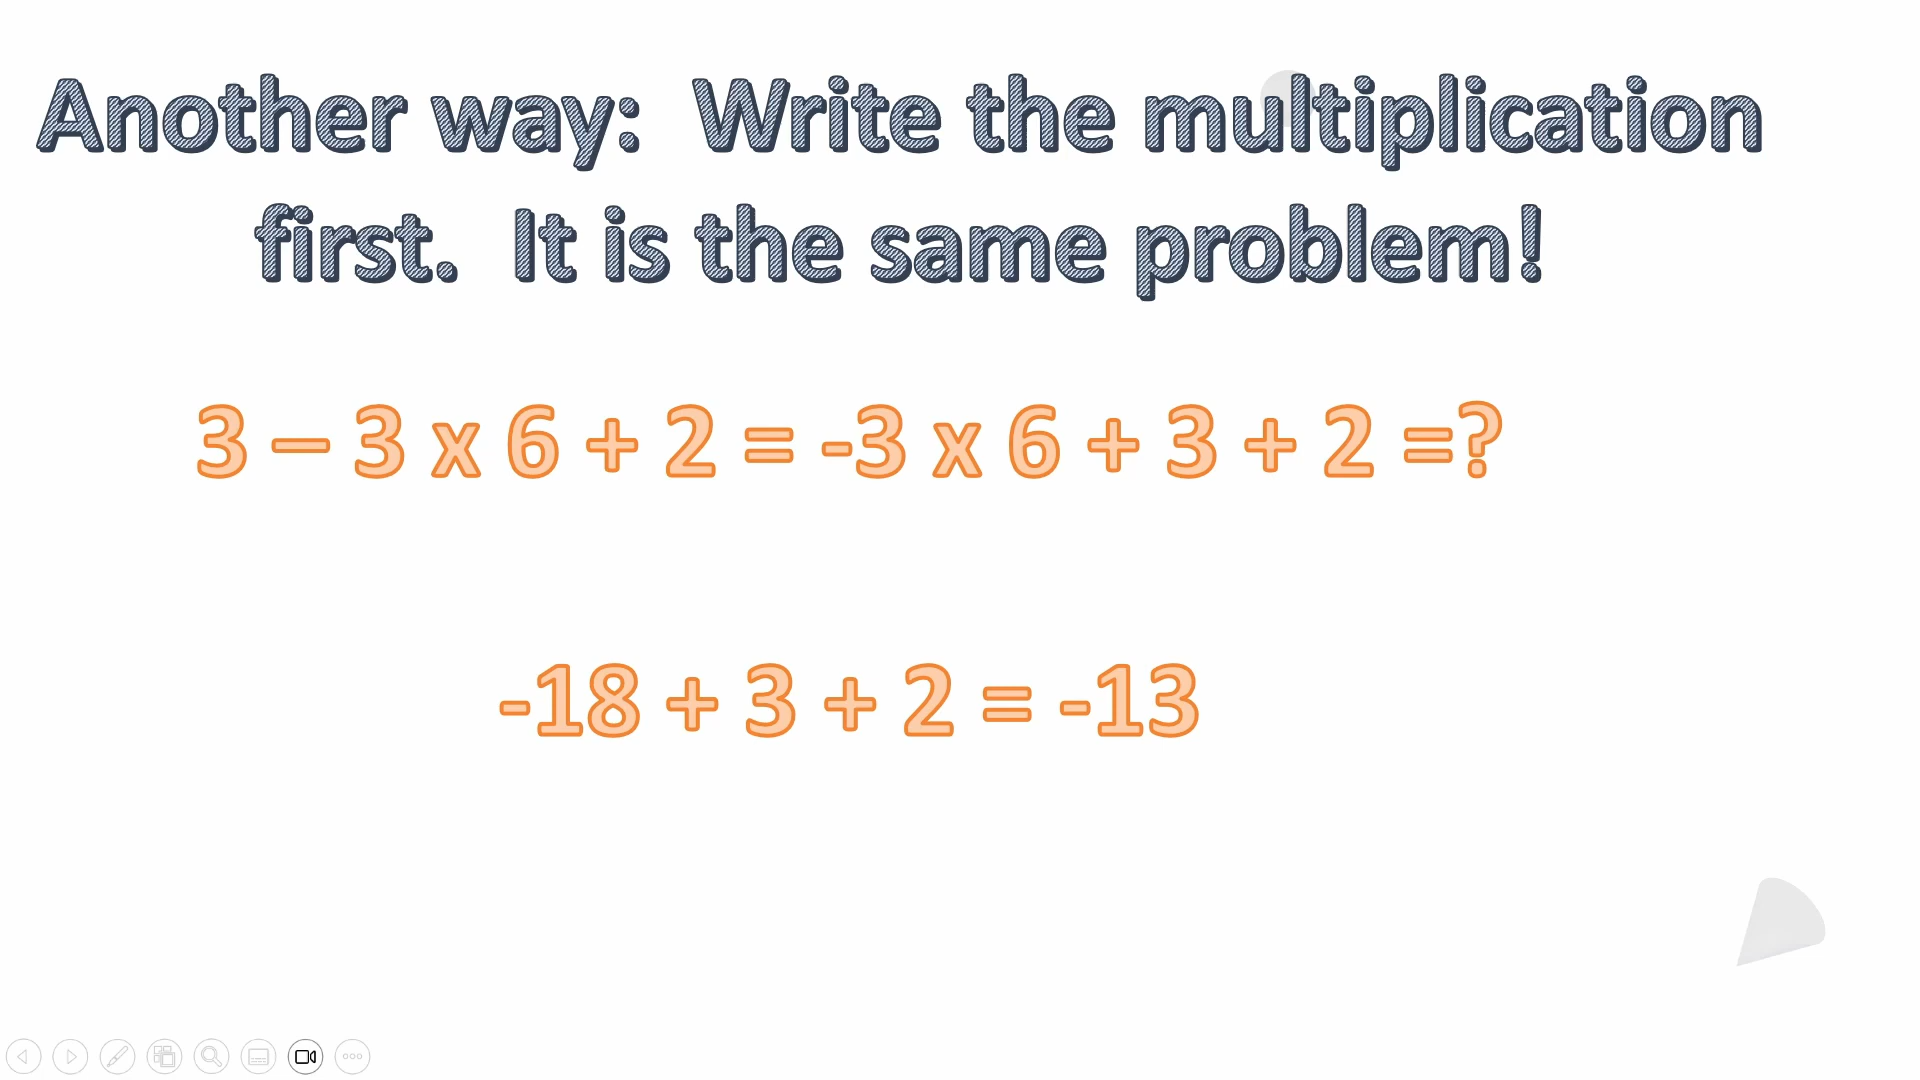 Another way:  Write the multiplication
first.  It is the same problem!
3 – 3 x 6 + 2 = -3 x 6 + 3 + 2 =?
-18 + 3 + 2 = -13